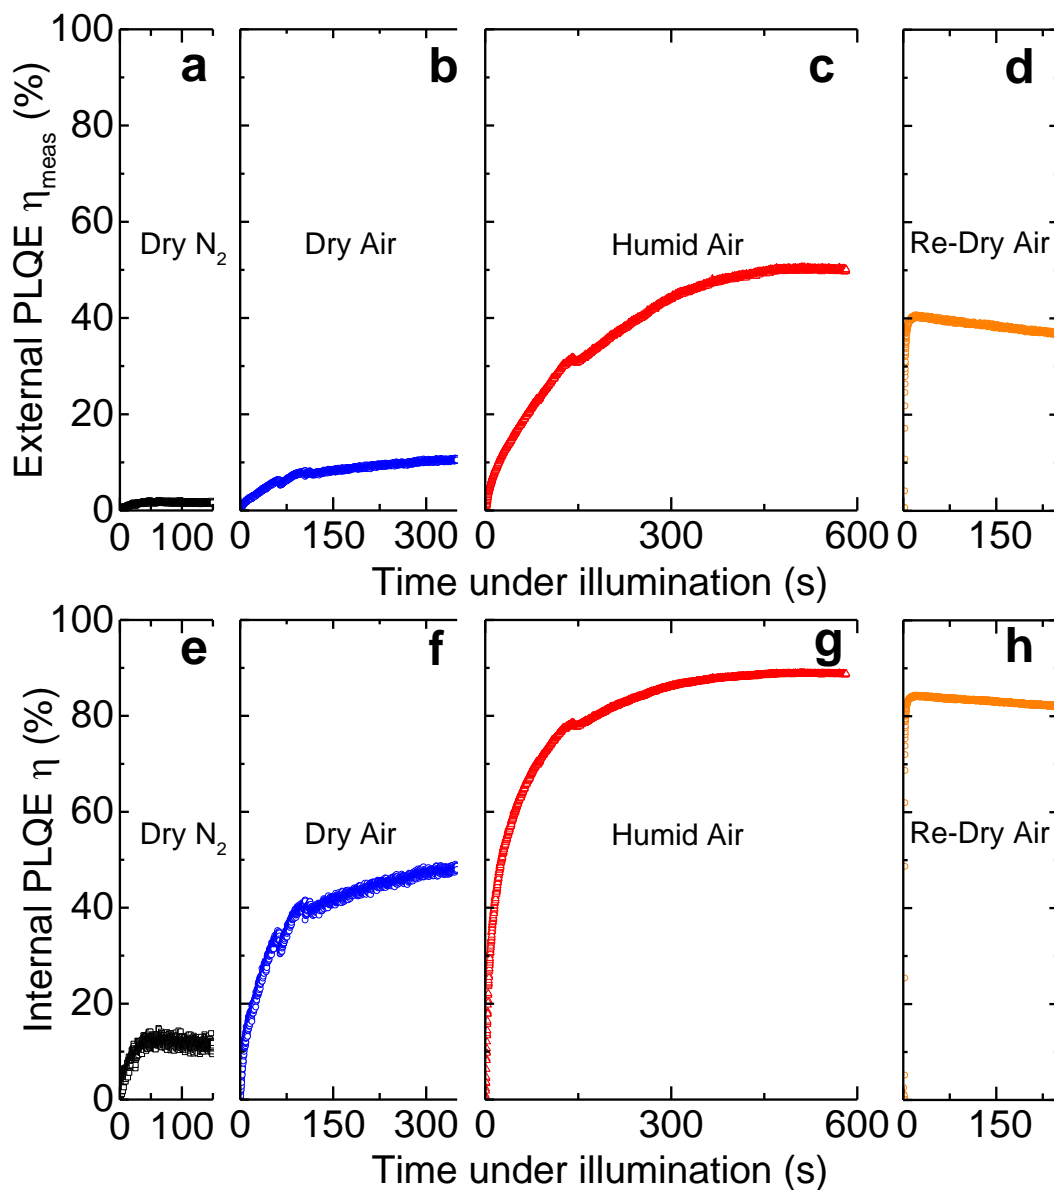 External PLQE ηmeas (%)
100
80
60
40
20
0
a
b
c
d
Dry N2
Dry Air
Humid Air
Re-Dry Air
0 100 0 150 300 0 300 600 0 150
Time under illumination (s)
Internal PLQE η (%)
100
80
60
40
20
0
e
f
g
h
Dry N2
Dry Air
Humid Air
Re-Dry Air
0 100 0 150 300 0 300 600 0 150
Time under illumination (s)